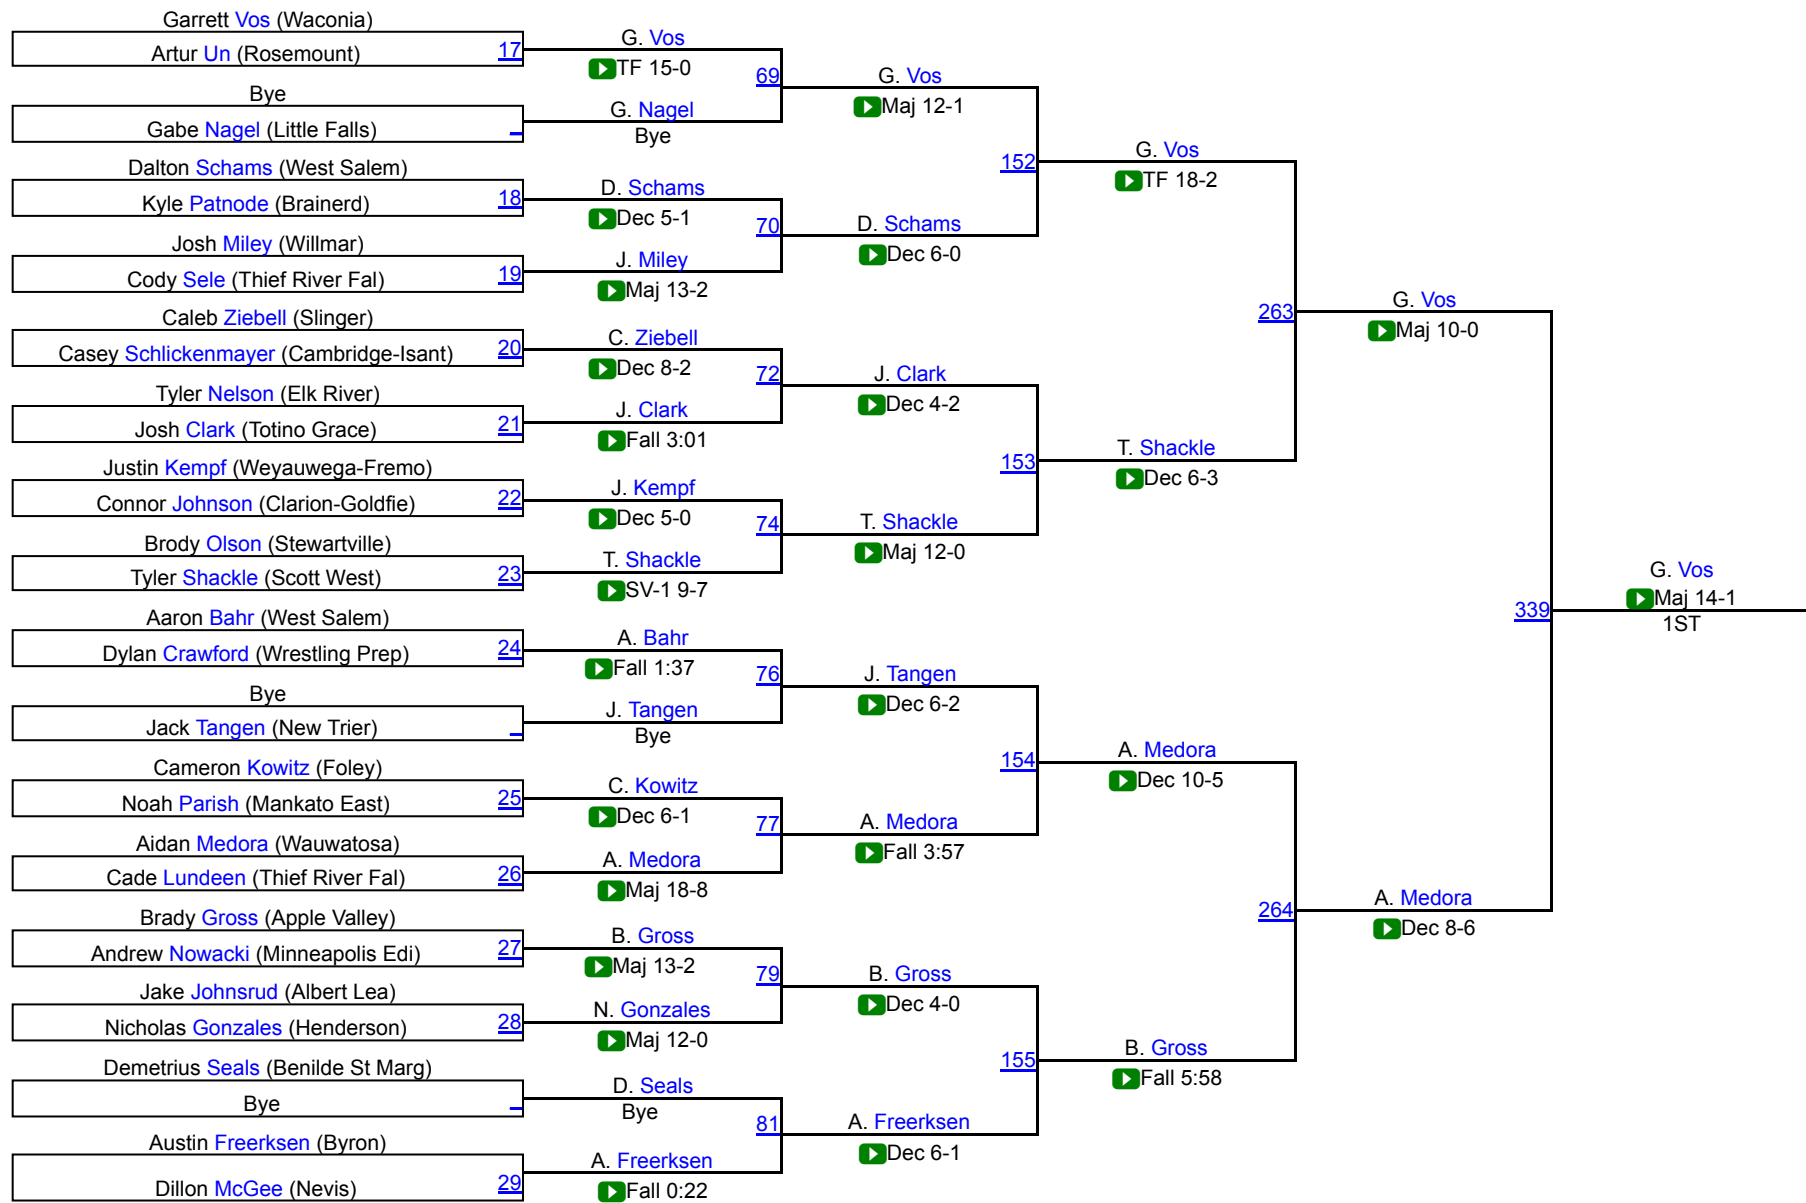 Garrett Vos (Waconia)
Artur Un (Rosemount)
17
Bye
Gabe Nagel (Little Falls)
Dalton Schams (West Salem)
Kyle Patnode (Brainerd)
18
Josh Miley (Willmar)
Cody Sele (Thief River Fal)
19
Caleb Ziebell (Slinger)
Casey Schlickenmayer (Cambridge-Isant)
20
Tyler Nelson (Elk River)
Josh Clark (Totino Grace)
21
Justin Kempf (Weyauwega-Fremo)
Connor Johnson (Clarion-Goldfie)
22
Brody Olson (Stewartville)
Tyler Shackle (Scott West)
23
Aaron Bahr (West Salem)
Dylan Crawford (Wrestling Prep)
24
Bye
Jack Tangen (New Trier)
Cameron Kowitz (Foley)
Noah Parish (Mankato East)
25
Aidan Medora (Wauwatosa)
Cade Lundeen (Thief River Fal)
26
Brady Gross (Apple Valley)
Andrew Nowacki (Minneapolis Edi)
27
Jake Johnsrud (Albert Lea)
Nicholas Gonzales (Henderson)
28
Demetrius Seals (Benilde St Marg)
Bye
Austin Freerksen (Byron)
Dillon McGee (Nevis)
29
G. Vos
TF 15-0
69
G. Nagel
Bye
D. Schams
Dec 5-1
70
J. Miley
Maj 13-2
C. Ziebell
Dec 8-2
72
J. Clark
Fall 3:01
J. Kempf
Dec 5-0
74
T. Shackle
SV-1 9-7
A. Bahr
Fall 1:37
76
J. Tangen
Bye
C. Kowitz
Dec 6-1
77
A. Medora
Maj 18-8
B. Gross
Maj 13-2
79
N. Gonzales
Maj 12-0
D. Seals
Bye
81
A. Freerksen
Fall 0:22
G. Vos
Maj 12-1
152
D. Schams
Dec 6-0
J. Clark
Dec 4-2
153
T. Shackle
Maj 12-0
J. Tangen
Dec 6-2
154
A. Medora
Fall 3:57
B. Gross
Dec 4-0
155
A. Freerksen
Dec 6-1
G. Vos
TF 18-2
263
T. Shackle
Dec 6-3
A. Medora
Dec 10-5
264
B. Gross
Fall 5:58
G. Vos
Maj 10-0
339
A. Medora
Dec 8-6
G. Vos
Maj 14-1
1ST